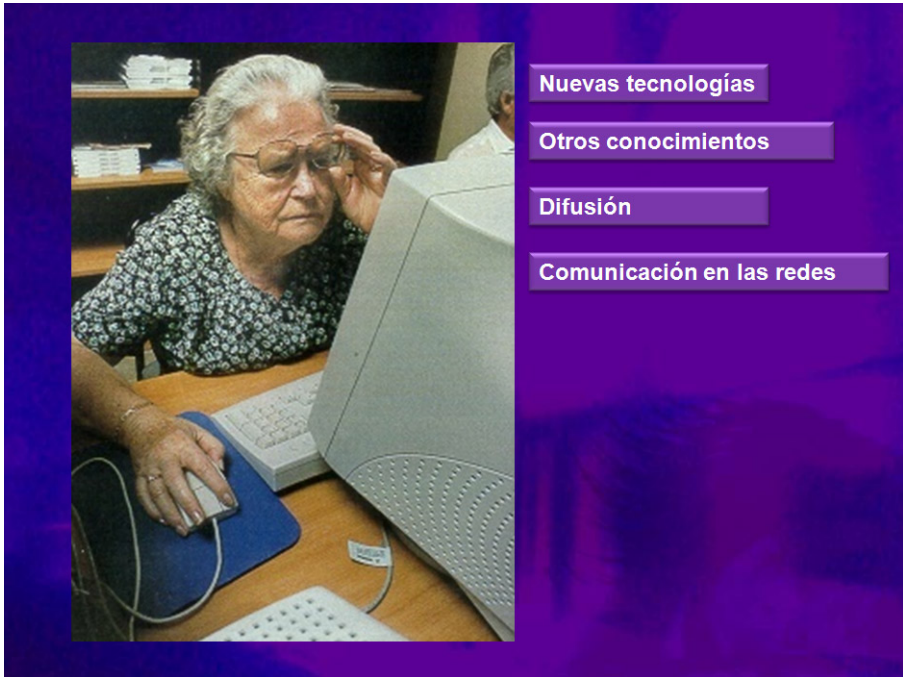 Nuevas tecnologías
Otros conocimientos
Difusión
Comunicación en las redes